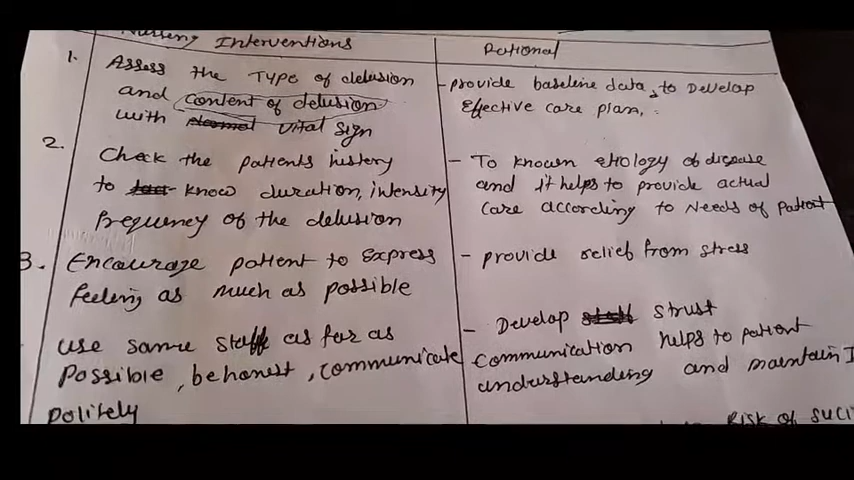 Nursing Interventions
Rational
1. Assess the Type of delusion
and content of delusion
with vital sign
- provide baseline data, to Develop
Effective care plan,
2. Check the patients history
to know duration, intensity
frequency of the delusion
- To known etiology of disease
and it helps to provide actual
care according to Needs of Patient
3. Encourage patient to Express
feeling as much as possible
- provide relief from stress
use same staff as far as
possible, be honest, communicate
politely
- Develop strust
communication helps to patient
understanding and maintain
Risk of suci